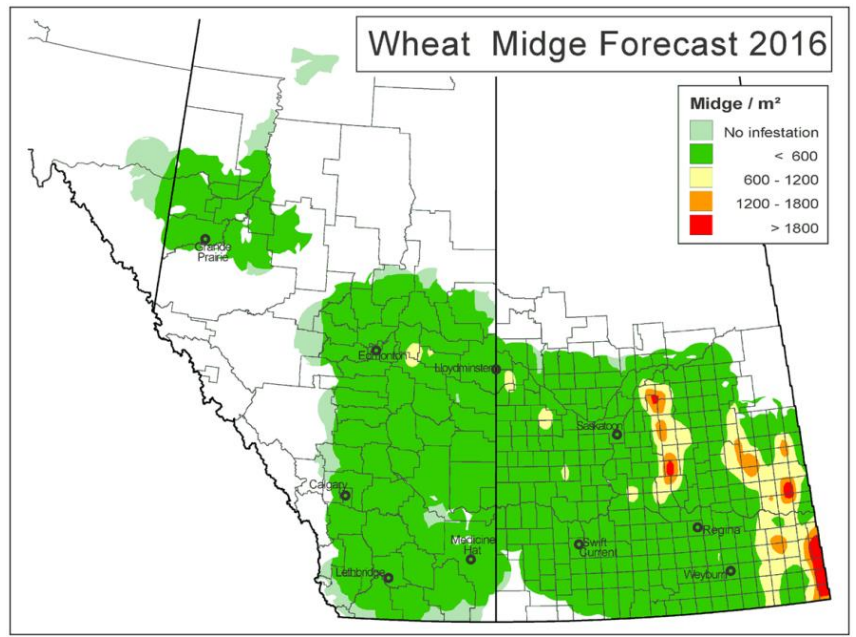 Wheat Midge Forecast 2016
Midge / m²
No infestation
< 600
600 - 1200
1200 - 1800
> 1800
Grande
Prairie
Edmonton
Lloydminster
Saskatoon
Calgary
Medicine
Hat
Swift
Current
Regina
Lethbridge
Weyburn